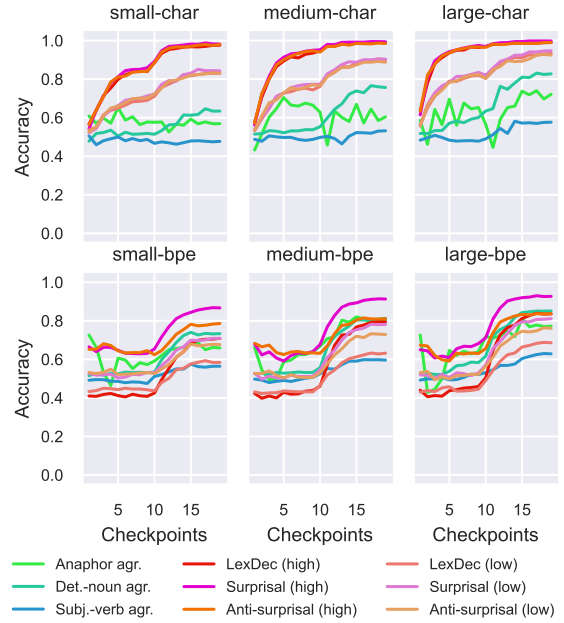 small-char medium-char large-char
1.0
0.8
0.6
0.4
0.2
0.0
Accuracy
small-bpe medium-bpe large-bpe
1.0
0.8
0.6
0.4
0.2
0.0
Accuracy
5 10 15 5 10 15 5 10 15
Checkpoints Checkpoints Checkpoints
Anaphor agr. LexDec (high) LexDec (low)
Det.-noun agr. Surprisal (high) Surprisal (low)
Subj.-verb agr. Anti-surprisal (high) Anti-surprisal (low)